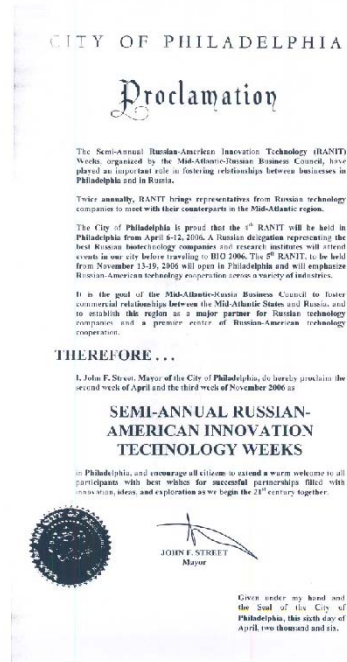 CITY OF PHILADELPHIA
Proclamation
The Semi-Annual Russian-American Innovation Technology (RANIT)
Weeks, organized by the Mid-Atlantic-Russian Business Council, have
played an important role in fostering relationships between businesses in
Philadelphia and in Russia.
Twice annually, RANIT brings representatives from Russian technology
companies to meet with their counterparts in the Mid-Atlantic region.
The City of Philadelphia is proud that the 4th RANIT will be held in
Philadelphia from April 6-12, 2006. A Russian delegation representing the
best Russian biotechnology companies and research institutes will attend
events in our city before traveling to BIO 2006. The 5th RANIT, to be held
from November 13-19, 2006 will open in Philadelphia and will emphasize
Russian-American technology cooperation across a variety of industries.
It is the goal of the Mid-Atlantic-Russia Business Council to foster
commercial relationships between the Mid-Atlantic States and Russia, and
to establish this region as a major partner for Russian technology
companies and a premier center of Russian-American technology
cooperation.
THEREFORE . . .
I, John F. Street, Mayor of the City of Philadelphia, do hereby proclaim the
second week of April and the third week of November 2006 as
SEMI-ANNUAL RUSSIAN-
AMERICAN INNOVATION
TECHNOLOGY WEEKS
in Philadelphia, and encourage all citizens to extend a warm welcome to all
participants with best wishes for successful partnerships filled with
innovation, ideas, and exploration as we begin the 21st century together.
JOHN F. STREET
Mayor
Given under my hand and
the Seal of the City of
Philadelphia, this sixth day of
April, two thousand and six.